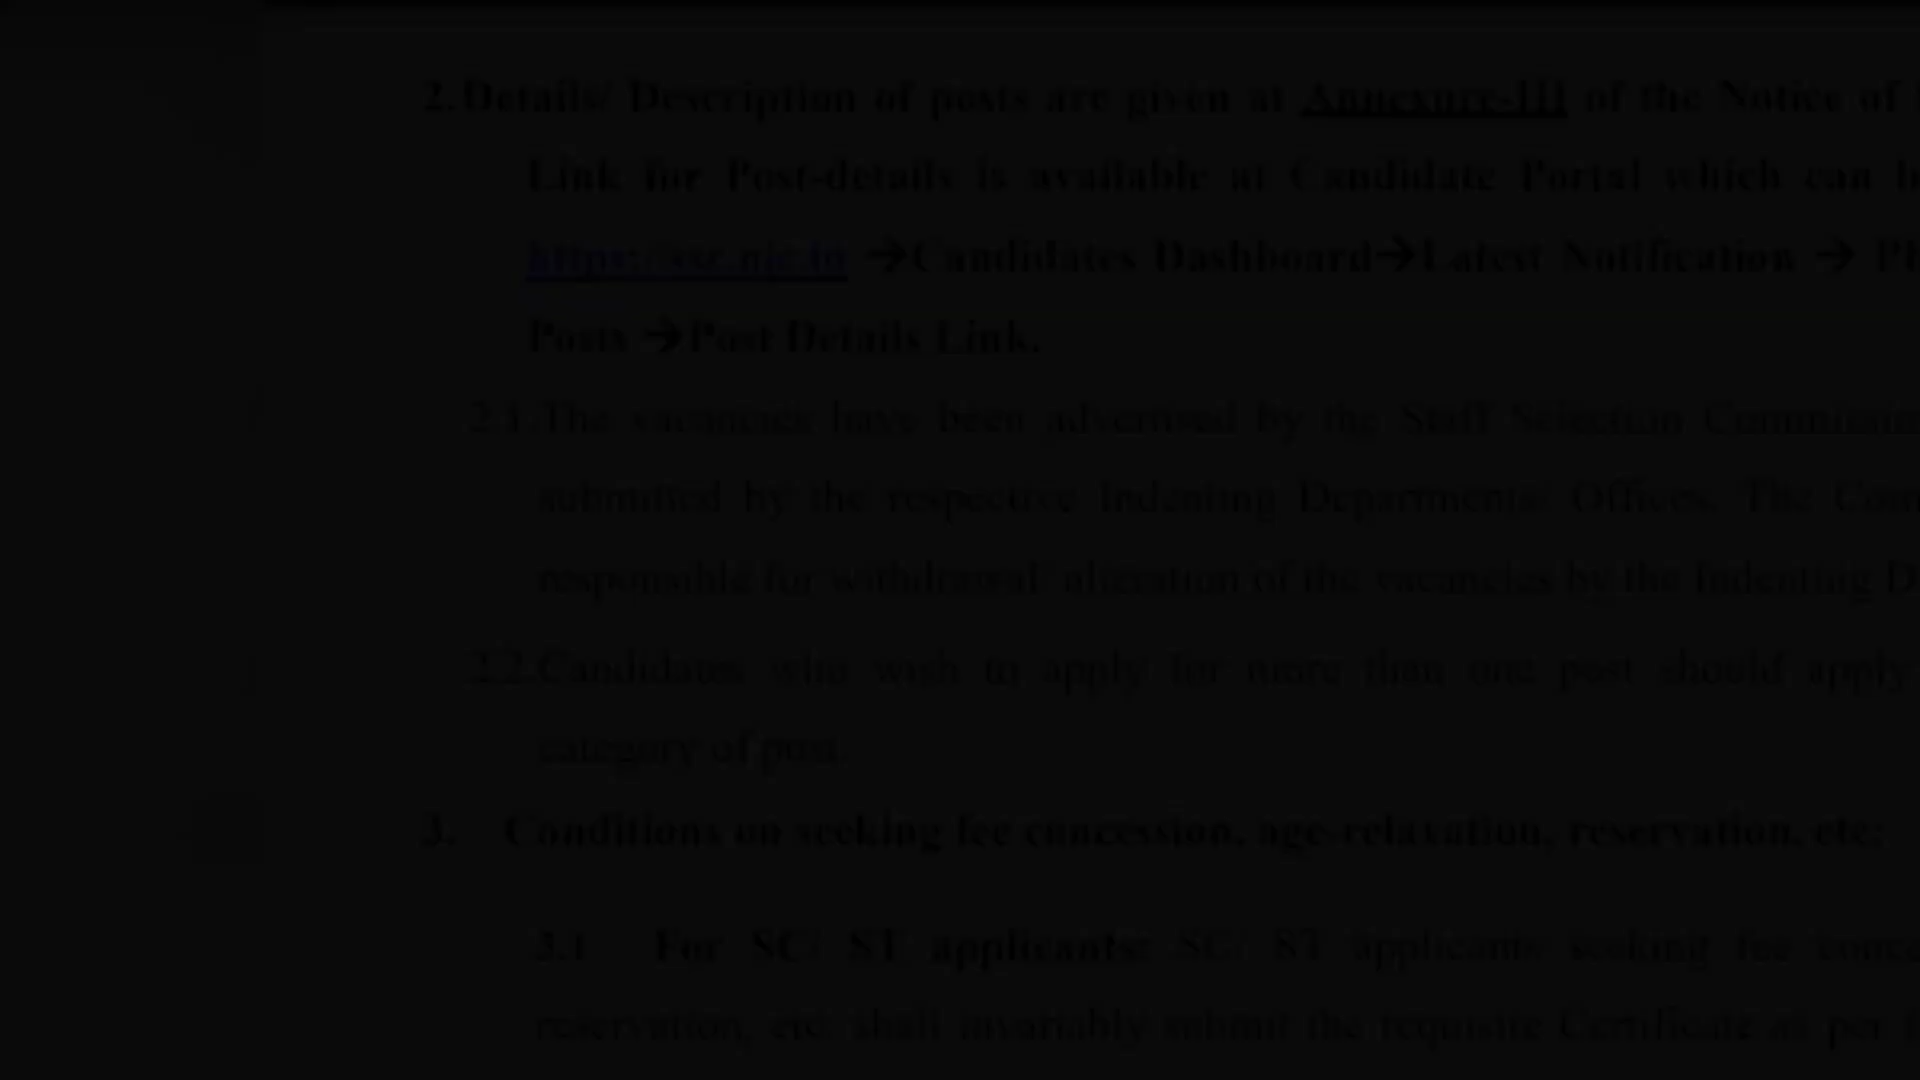 2. Details/ Description of posts are given at Annexure-III of the Notice of
Link for Post-details is available at Candidate Portal which can
https://ssc.nic.in →Candidates Dashboard→Latest Notification →
Posts →Post Details Link.
2.1. The vacancies have been advertised by the Staff Selection
submitted by the respective Indenting Departments/ Offices. The
responsible for withdrawal/ alteration of the vacancies by the Indenting
2.2. Candidates who wish to apply for more than one post should apply
category of post.
3. Conditions on seeking fee concession, age-relaxation, reservation, etc:
3.1 For SC/ ST applicants: SC/ ST applicants seeking fee
reservation, etc. shall invariably submit the requisite Certificate as per